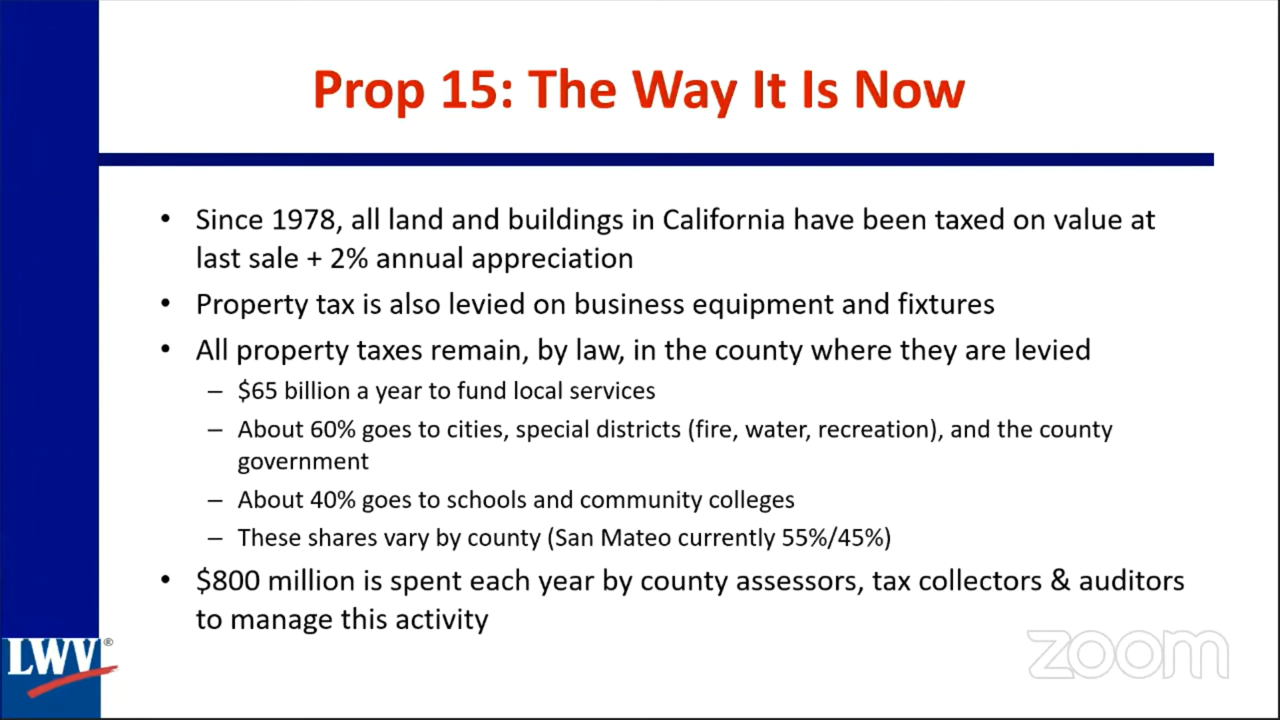 Prop 15: The Way It Is Now
• Since 1978, all land and buildings in California have been taxed on value at
last sale + 2% annual appreciation
• Property tax is also levied on business equipment and fixtures
• All property taxes remain, by law, in the county where they are levied
– $65 billion a year to fund local services
– About 60% goes to cities, special districts (fire, water, recreation), and the county
government
– About 40% goes to schools and community colleges
– These shares vary by county (San Mateo currently 55%/45%)
• $800 million is spent each year by county assessors, tax collectors & auditors
to manage this activity
LWV®
zoom